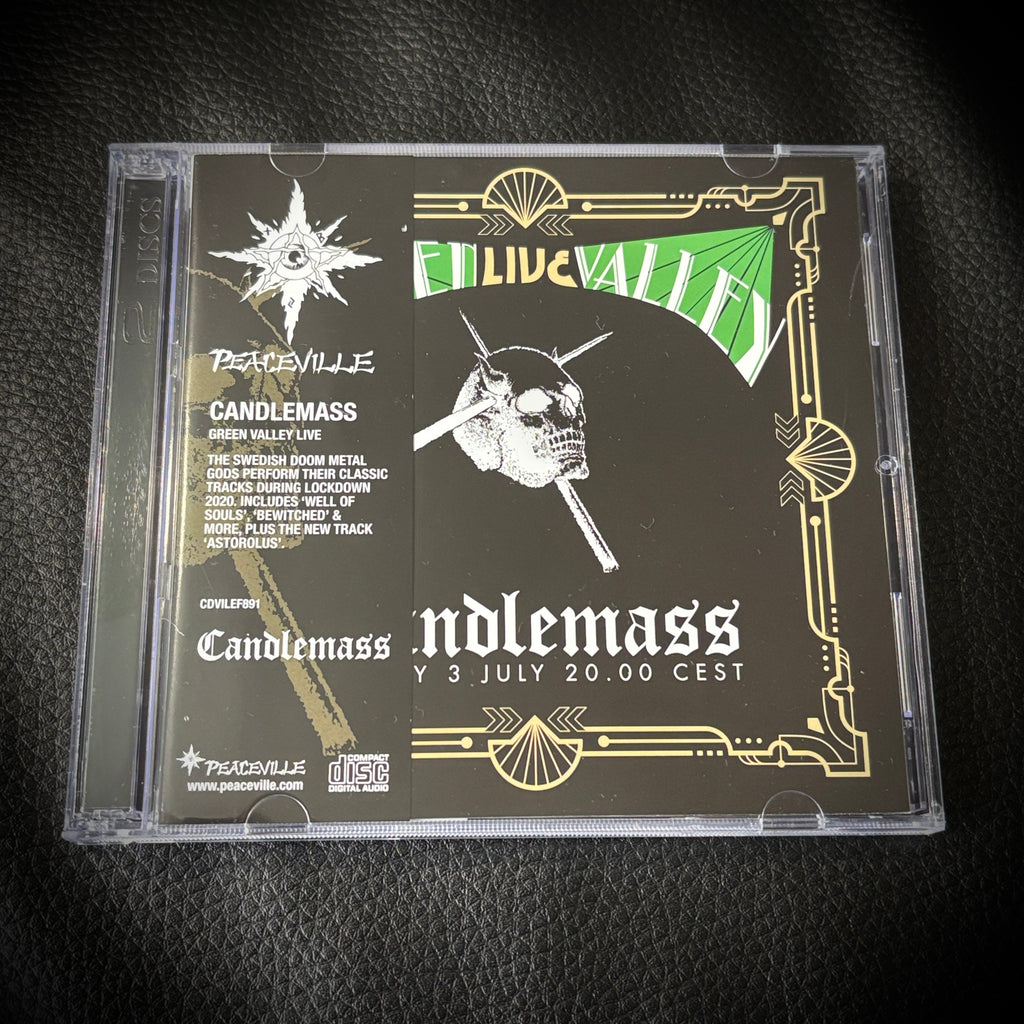 2 DISCS
PEACEVILLE
CANDLEMASS
GREEN VALLEY LIVE
THE SWEDISH DOOM METAL
GODS PERFORM THEIR CLASSIC
TRACKS DURING LOCKDOWN
2020. INCLUDES ‘WELL OF
SOULS’, ‘BEWITCHED’ &
MORE, PLUS THE NEW TRACK
‘ASTOROLUS’.
CDVILEF891
Candlemass
PEACEVILLE
www.peaceville.com
COMPACT
disc
DIGITAL AUDIO
EN LIVE VALLEY
andlemass
Y 3 JULY 20.00 CEST